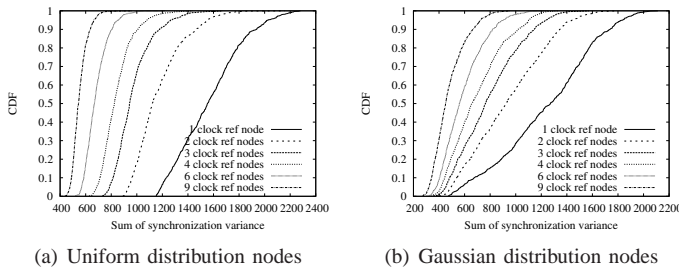 1
0.9
0.8
0.7
0.6
0.5
0.4
0.3
0.2
0.1
0
CDF
1 clock ref node
2 clock ref nodes
3 clock ref nodes
4 clock ref nodes
6 clock ref nodes
9 clock ref nodes
400 600 800 1000 1200 1400 1600 1800 2000 2200 2400
Sum of synchronization variance
(a) Uniform distribution nodes
1
0.9
0.8
0.7
0.6
0.5
0.4
0.3
0.2
0.1
0
CDF
1 clock ref node
2 clock ref nodes
3 clock ref nodes
4 clock ref nodes
6 clock ref nodes
9 clock ref nodes
200 400 600 800 1000 1200 1400 1600 1800 2000 2200
Sum of synchronization variance
(b) Gaussian distribution nodes